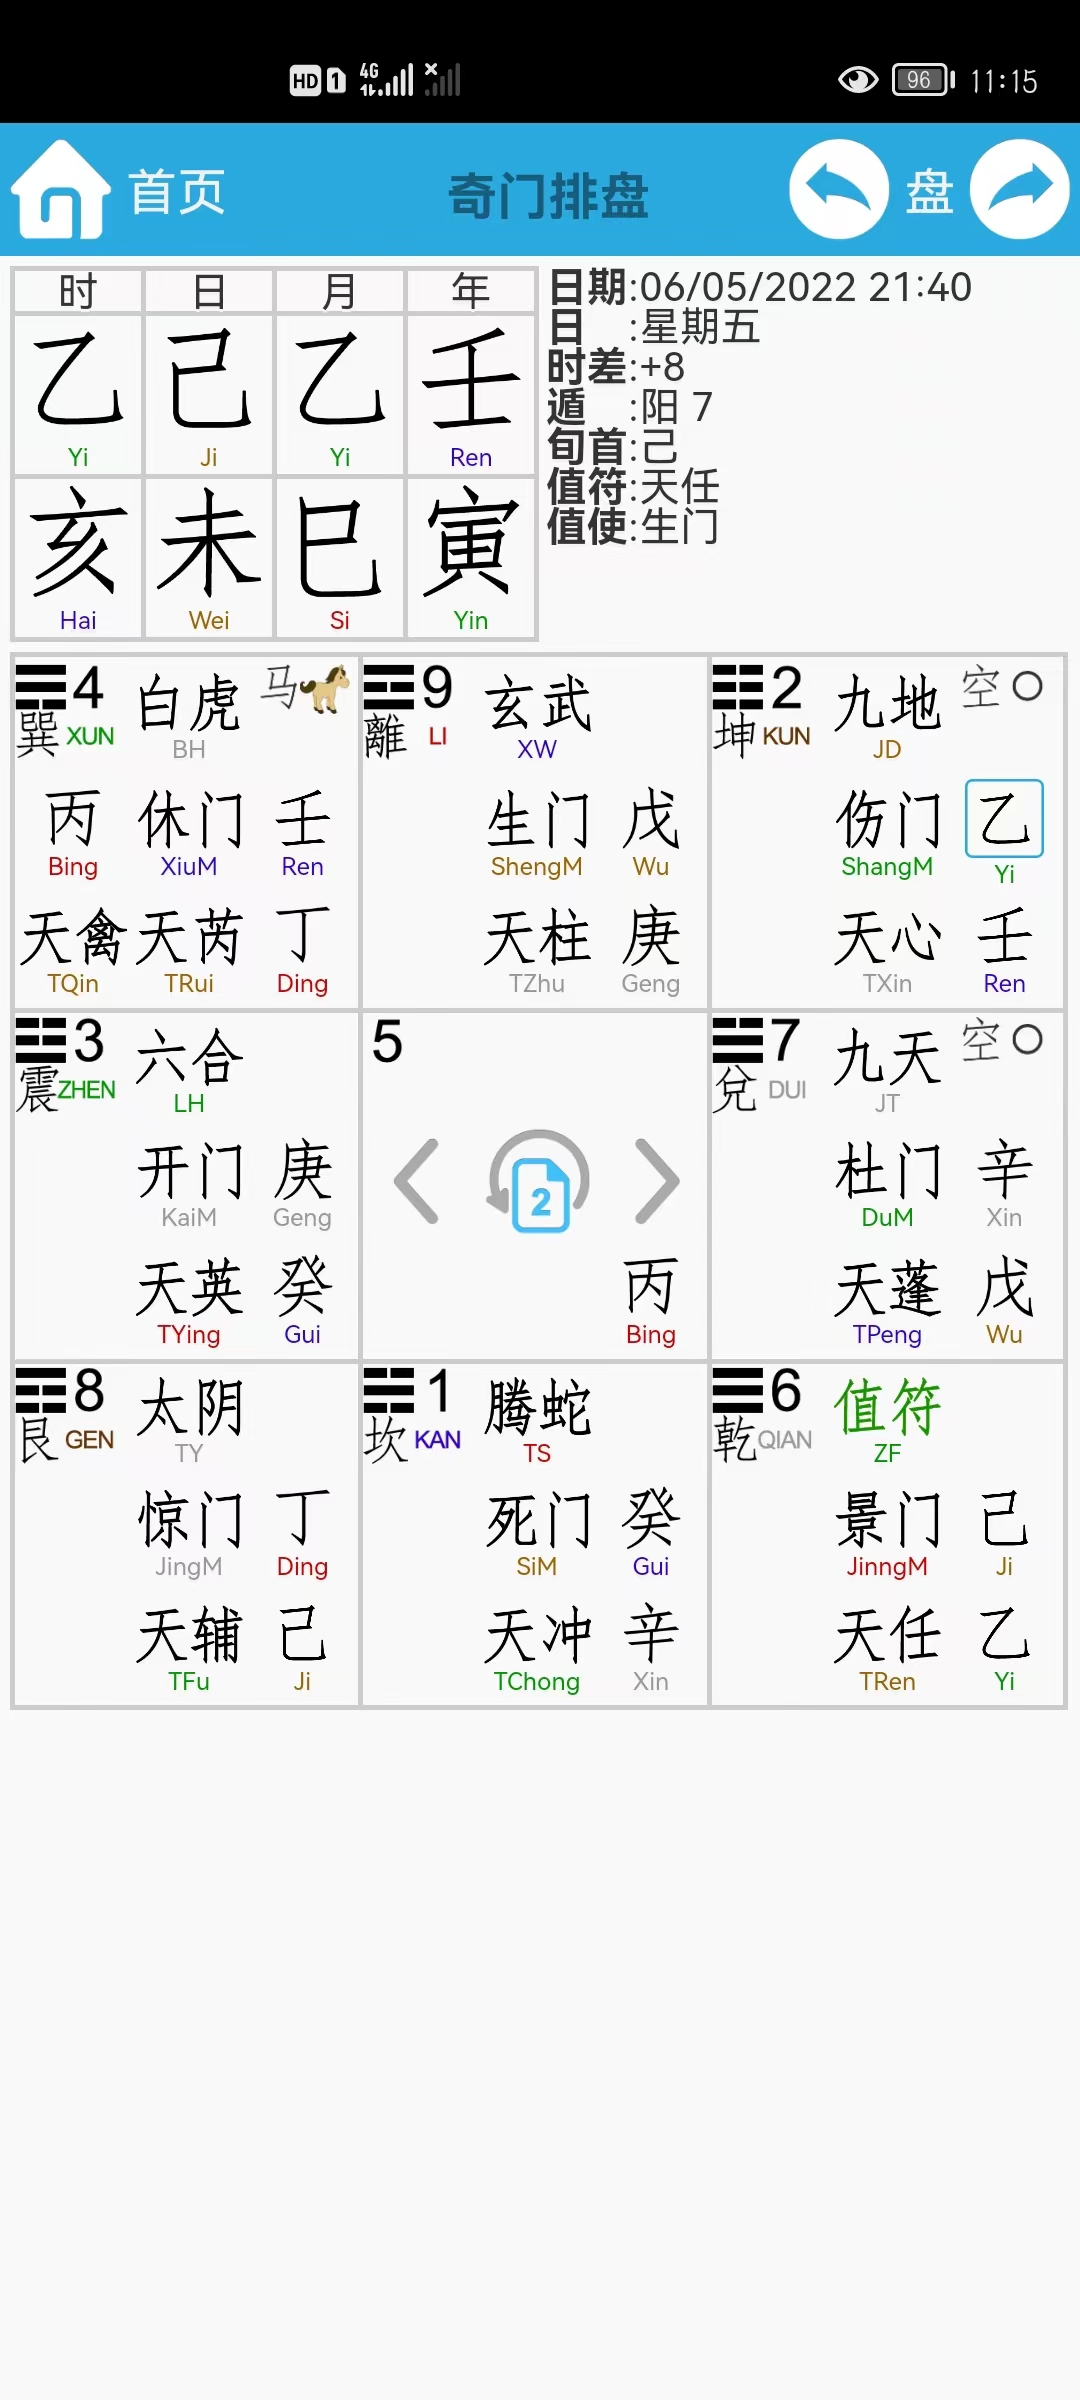 HD 1 4G 96 11:15
首页 奇门排盘 盘
时 日 月 年
乙 己 乙 壬
Yi Ji Yi Ren
亥 未 巳 寅
Hai Wei Si Yin
日期:06/05/2022 21:40
日 :星期五
时差:+8
遁 :阳 7
旬首:己
值符:天任
值使:生门
4 白虎 马
巽 XUN BH
丙 休门 壬
Bing XiuM Ren
天禽 天芮 丁
TQin TRui Ding
9 玄武
離 LI XW
生门 戊
ShengM Wu
天柱 庚
TZhu Geng
2 九地 空
坤 KUN JD
伤门 乙
ShangM Yi
天心 壬
TXin Ren
3 六合
震 ZHEN LH
开门 庚
KaiM Geng
天英 癸
TYing Gui
5
2
丙
Bing
7 九天 空
兌 DUI JT
杜门 辛
DuM Xin
天蓬 戊
TPeng Wu
8 太阴
艮 GEN TY
惊门 丁
JingM Ding
天辅 己
TFu Ji
1 腾蛇
坎 KAN TS
死门 癸
SiM Gui
天冲 辛
TChong Xin
6 值符
乾 QIAN ZF
景门 己
JinngM Ji
天任 乙
TRen Yi